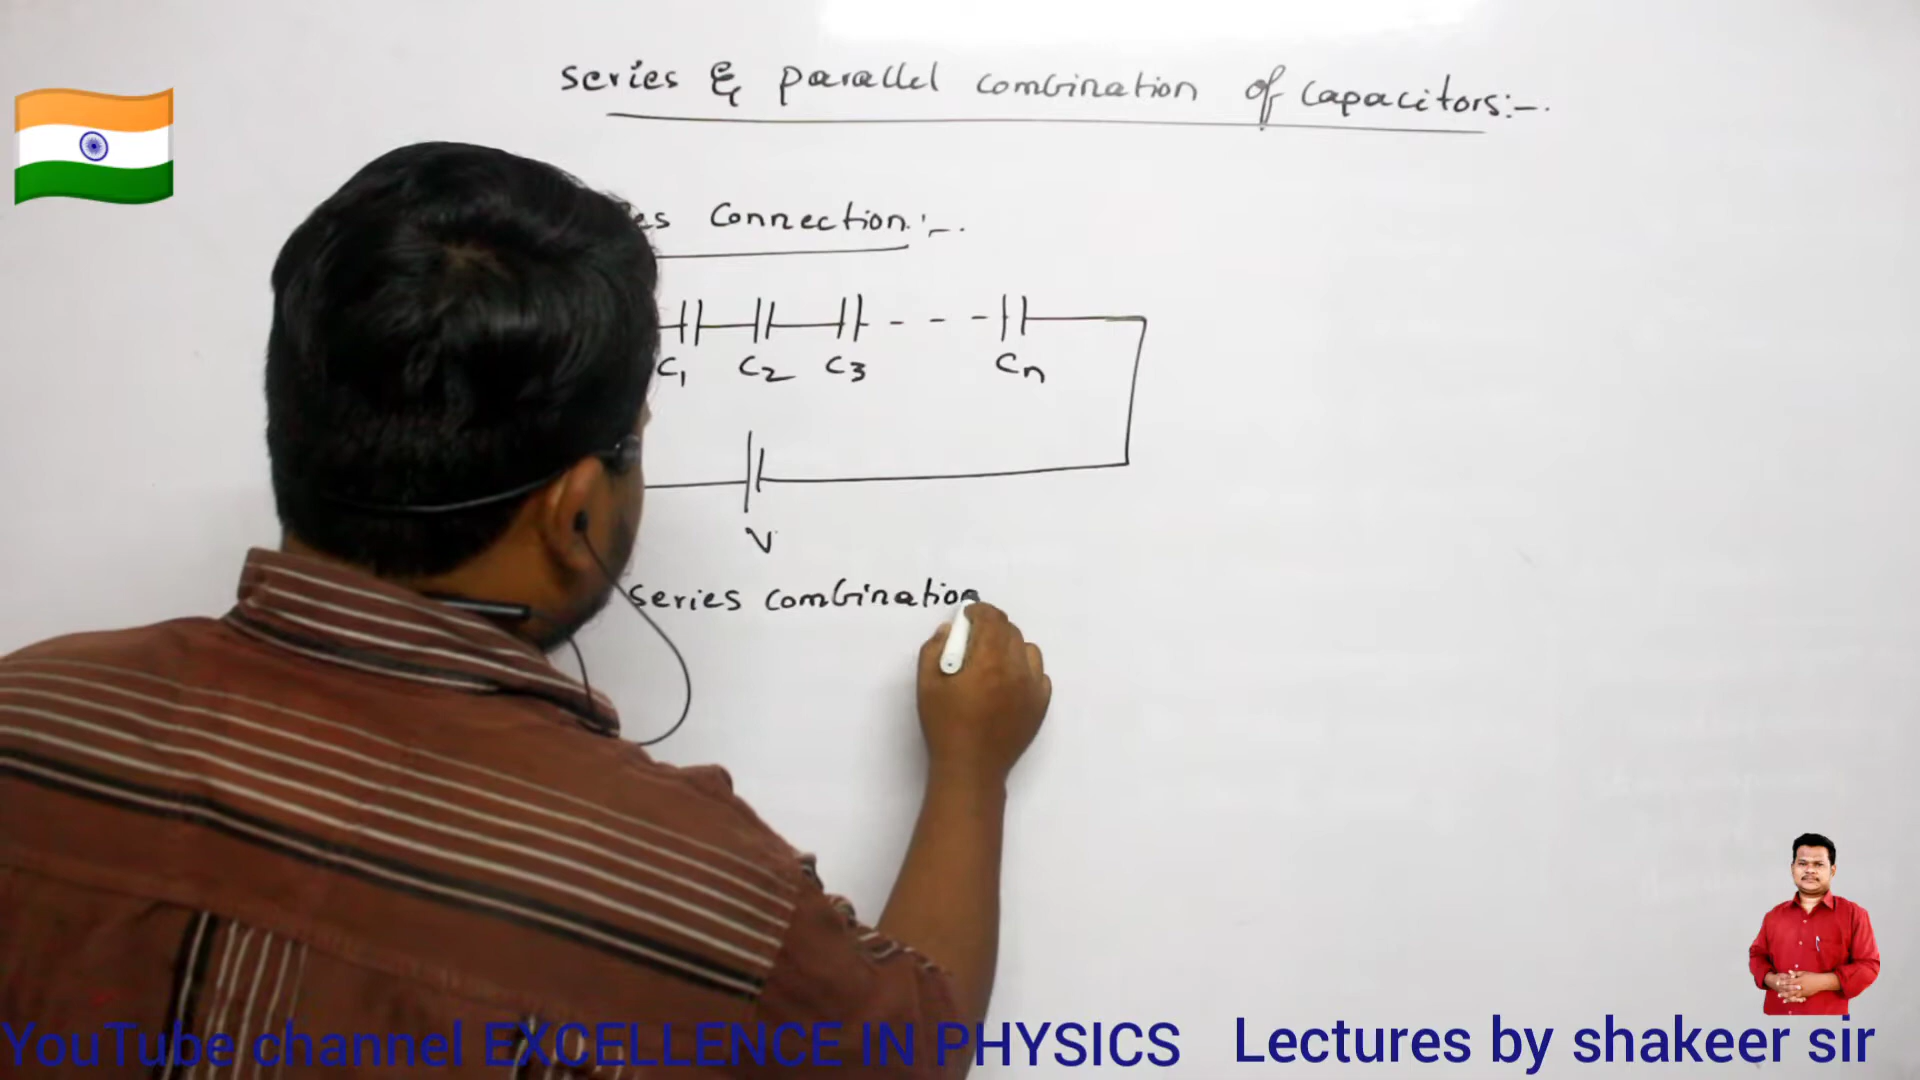 series & parallel combination of capacitors:-.
Connection:-.
C1 C2 C3 - - - Cn
V
series combination
YouTube channel EXCELLENCE IN PHYSICS Lectures by shakeer sir